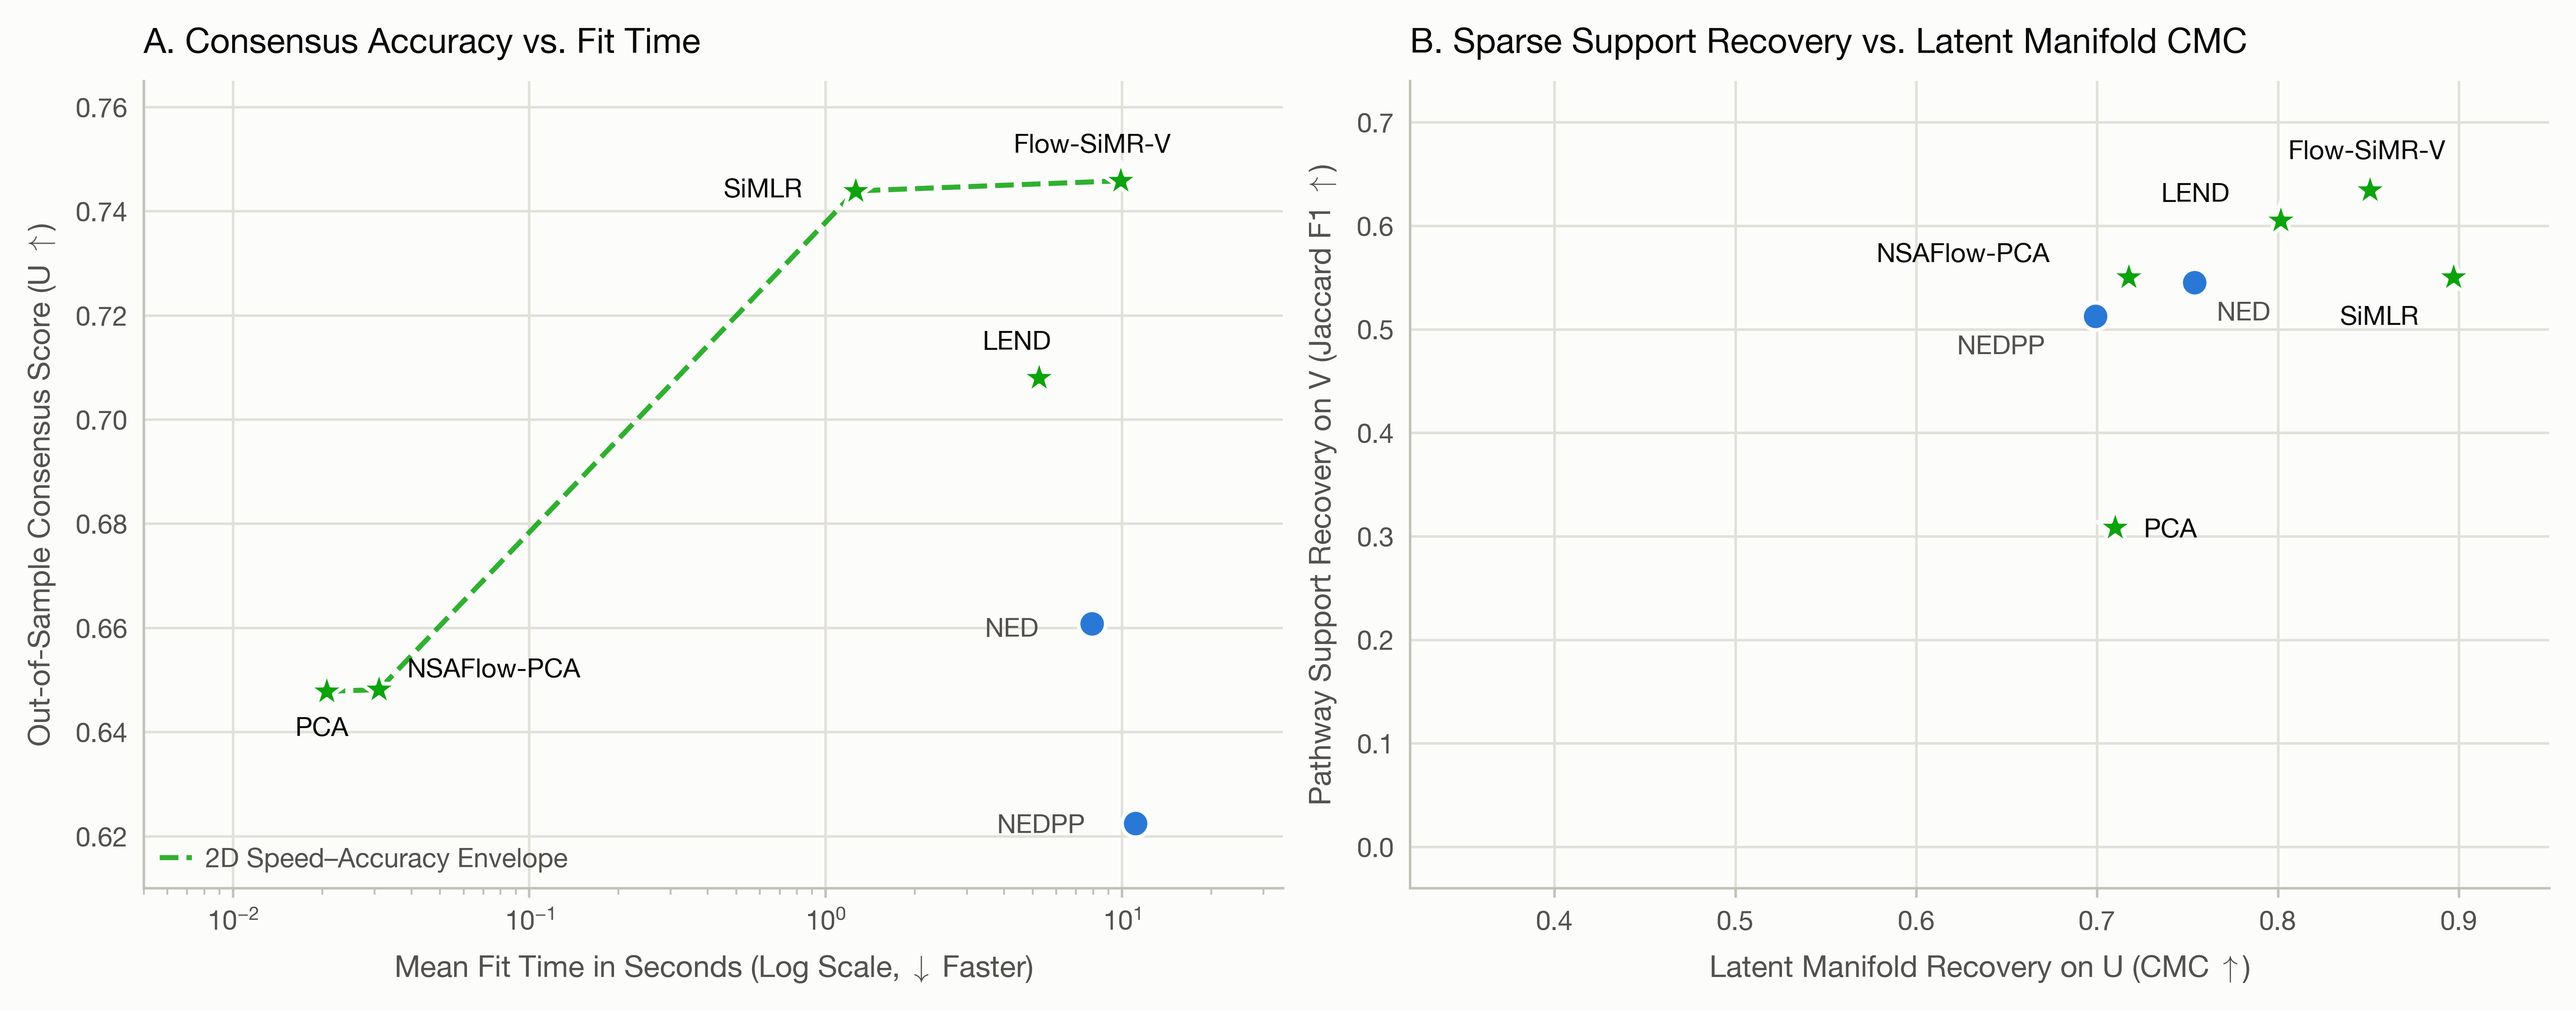 A. Consensus Accuracy vs. Fit Time
Out-of-Sample Consensus Score (U ↑)
0.76
0.74
0.72
0.70
0.68
0.66
0.64
0.62
Flow-SiMR-V
SiMLR
LEND
NED
NSAFlow-PCA
PCA
NEDPP
2D Speed–Accuracy Envelope
10⁻²
10⁻¹
10⁰
10¹
Mean Fit Time in Seconds (Log Scale, ↓ Faster)
B. Sparse Support Recovery vs. Latent Manifold CMC
Pathway Support Recovery on V (Jaccard F1 ↑)
0.7
0.6
0.5
0.4
0.3
0.2
0.1
0.0
Flow-SiMR-V
LEND
NSAFlow-PCA
NED
SiMLR
NEDPP
PCA
0.4
0.5
0.6
0.7
0.8
0.9
Latent Manifold Recovery on U (CMC ↑)